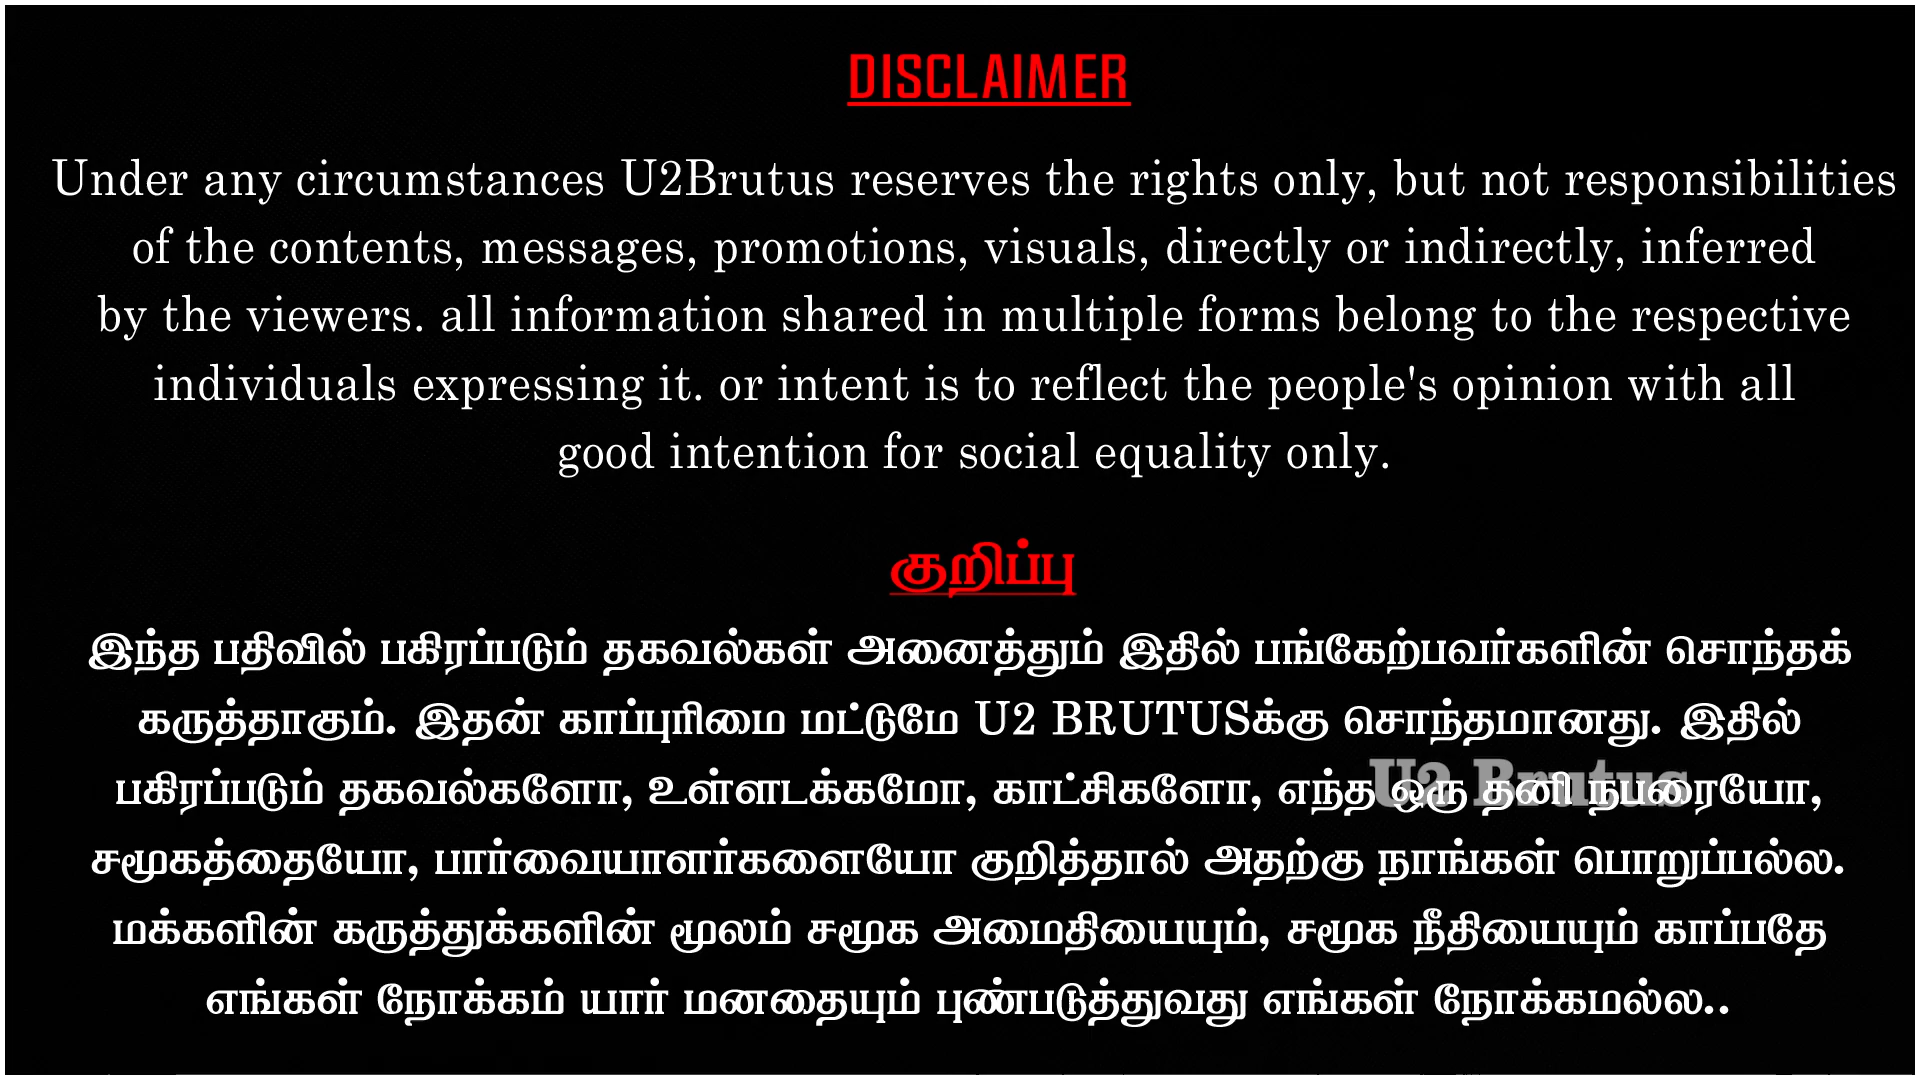 DISCLAIMER
Under any circumstances U2Brutus reserves the rights only, but not responsibilities
of the contents, messages, promotions, visuals, directly or indirectly, inferred
by the viewers. all information shared in multiple forms belong to the respective
individuals expressing it. or intent is to reflect the people's opinion with all
good intention for social equality only.
குறிப்பு
இந்த பதிவில் பகிரப்படும் தகவல்கள் அனைத்தும் இதில் பங்கேற்பவர்களின் சொந்தக்
கருத்தாகும். இதன் காப்புரிமை மட்டுமே U2 BRUTUSக்கு சொந்தமானது. இதில்
பகிரப்படும் தகவல்களோ, உள்ளடக்கமோ, காட்சிகளோ, எந்த ஒரு தனி நபரையோ,
U2 Brutus
சமூகத்தையோ, பார்வையாளர்களையோ குறித்தால் அதற்கு நாங்கள் பொறுப்பல்ல.
மக்களின் கருத்துக்களின் மூலம் சமூக அமைதியையும், சமூக நீதியையும் காப்பதே
எங்கள் நோக்கம் யார் மனதையும் புண்படுத்துவது எங்கள் நோக்கமல்ல..